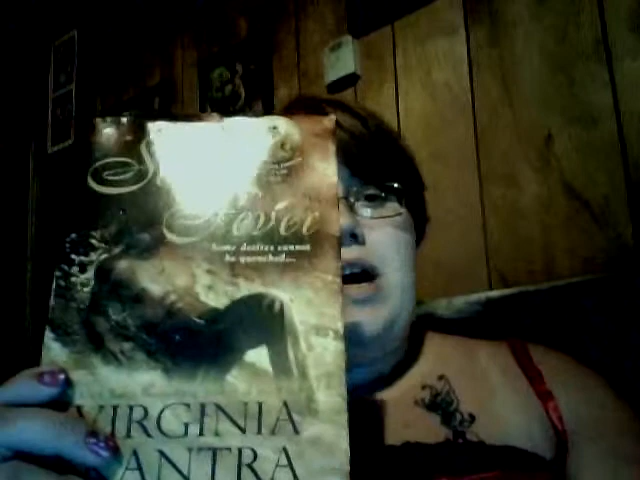 Fever
Some desires cannot
be quenched...
VIRGINIA
ANTRA